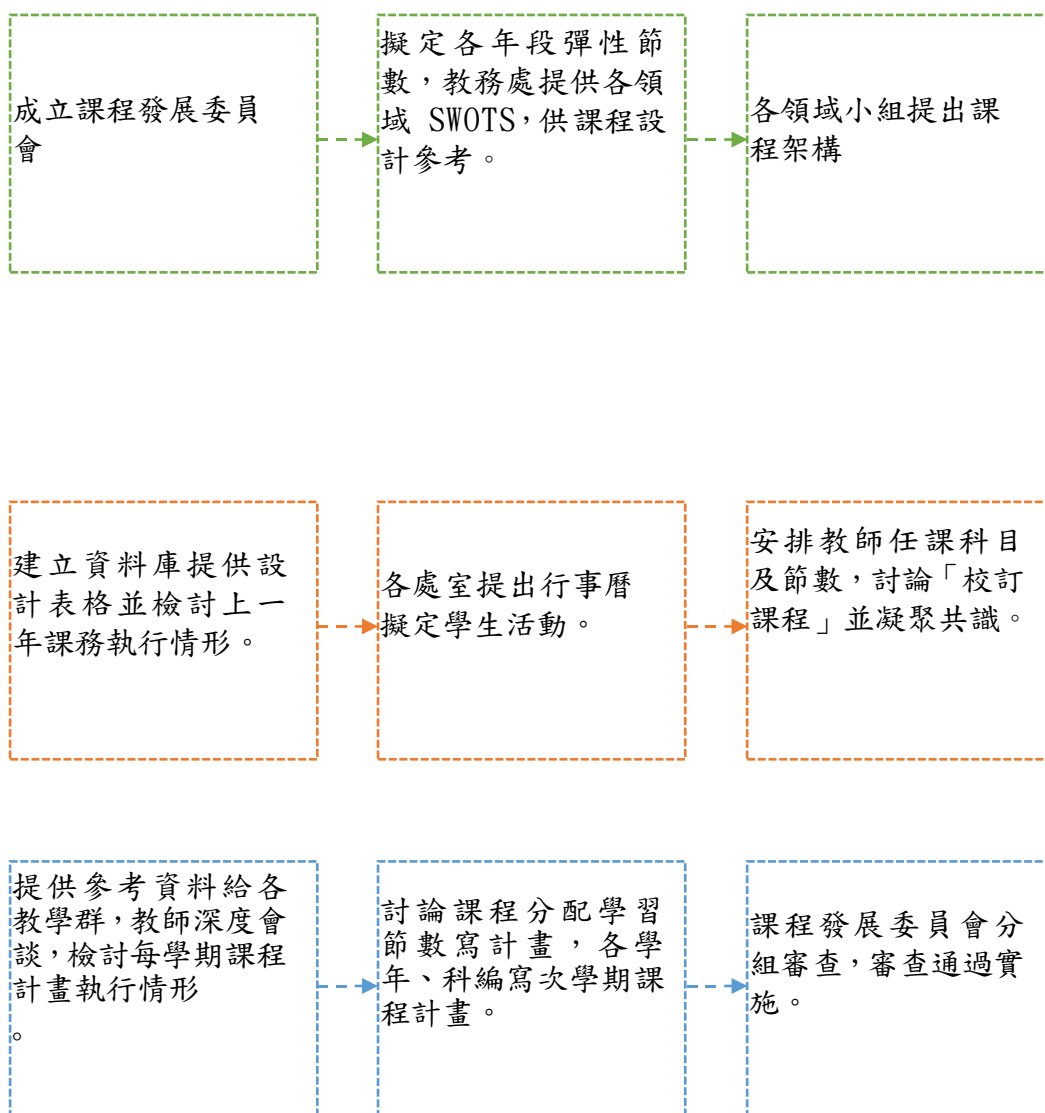 成立課程發展委員
會
擬定各年段彈性節
數，教務處提供各領
域 SWOTS，供課程設
計參考。
各領域小組提出課
程架構
建立資料庫提供設
計表格並檢討上一
年課務執行情形。
各處室提出行事曆
擬定學生活動。
安排教師任課科目
及節數，討論「校訂
課程」並凝聚共識。
提供參考資料給各
教學群，教師深度會
談，檢討每學期課程
計畫執行情形
。
討論課程分配學習
節數寫計畫，各學
年、科編寫次學期課
程計畫。
課程發展委員會分
組審查，審查通過實
施。